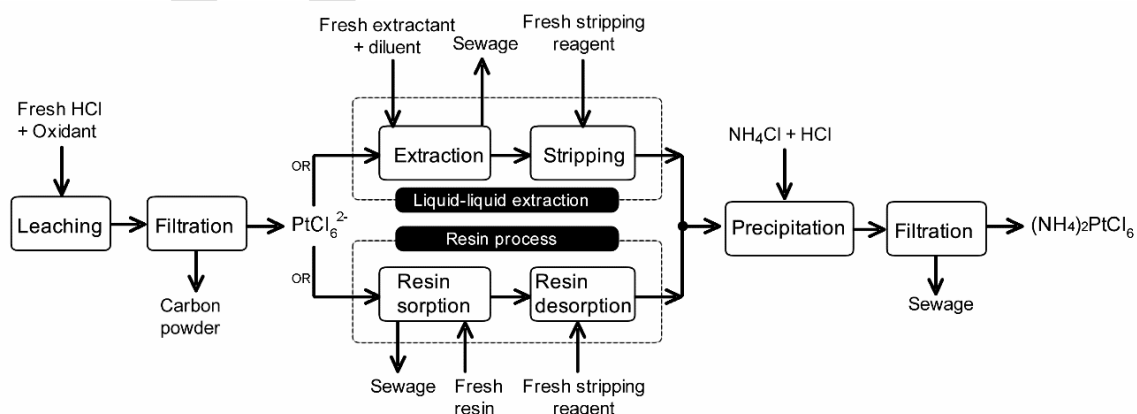 Fresh HCl
+ Oxidant
Leaching
Filtration
Carbon
powder
PtCl₆²⁻
OR
OR
Fresh extractant
+ diluent
Sewage
Fresh stripping
reagent
Extraction
Stripping
Liquid-liquid extraction
Resin process
Resin
sorption
Resin
desorption
Sewage
Fresh
resin
Fresh stripping
reagent
NH₄Cl + HCl
Precipitation
Filtration
Sewage
(NH₄)₂PtCl₆